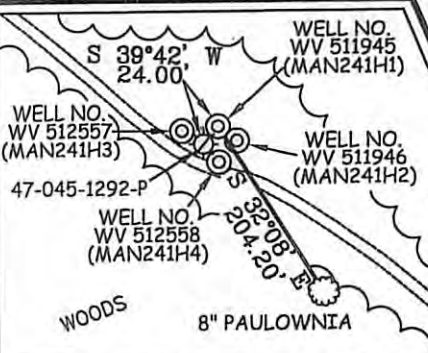 S 39°42' W
24.00'
WELL NO.
WV 511945
(MAN241H1)
WELL NO.
WV 512557
(MAN241H3)
WELL NO.
WV 511946
(MAN241H2)
47-045-1292-P
WELL NO.
WV 512558
(MAN241H4)
S 32°08' E
204.20'
WOODS
8" PAULOWNIA